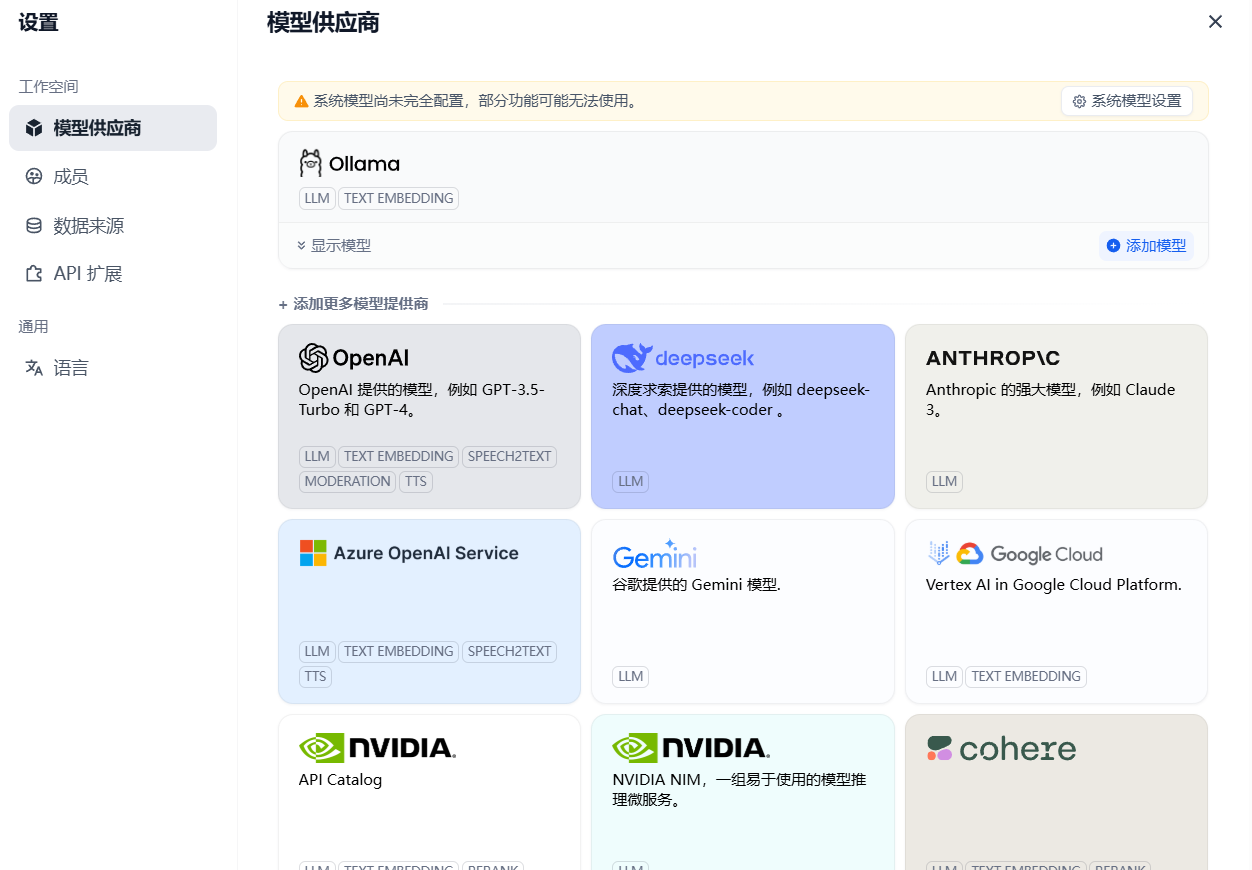 设置
模型供应商
工作空间
模型供应商
成员
数据来源
API 扩展
通用
语言
系统模型尚未完全配置，部分功能可能无法使用。
系统模型设置
Ollama
LLM TEXT EMBEDDING
显示模型
添加模型
+ 添加更多模型提供商
OpenAI
OpenAI 提供的模型，例如 GPT-3.5-
Turbo 和 GPT-4。
LLM TEXT EMBEDDING SPEECH2TEXT
MODERATION TTS
deepseek
深度求索提供的模型，例如 deepseek-
chat、deepseek-coder 。
LLM
ANTHROP\C
Anthropic 的强大模型，例如 Claude
3。
LLM
Azure OpenAI Service
LLM TEXT EMBEDDING SPEECH2TEXT
TTS
Gemini
谷歌提供的 Gemini 模型.
LLM
Google Cloud
Vertex AI in Google Cloud Platform.
LLM TEXT EMBEDDING
NVIDIA.
API Catalog
LLM TEXT EMBEDDING RERANK
NVIDIA.
NVIDIA NIM，一组易于使用的模型推
理微服务。
LLM
cohere
LLM TEXT EMBEDDING RERANK